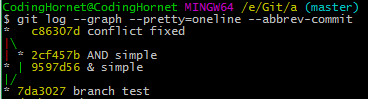 CodingHornet@CodingHornet MINGW64 /e/Git/a (master)
$ git log --graph --pretty=oneline --abbrev-commit
*   c86307d conflict fixed
|\
| * 2cf457b AND simple
* | 9597d56 & simple
|/
* 7da3027 branch test